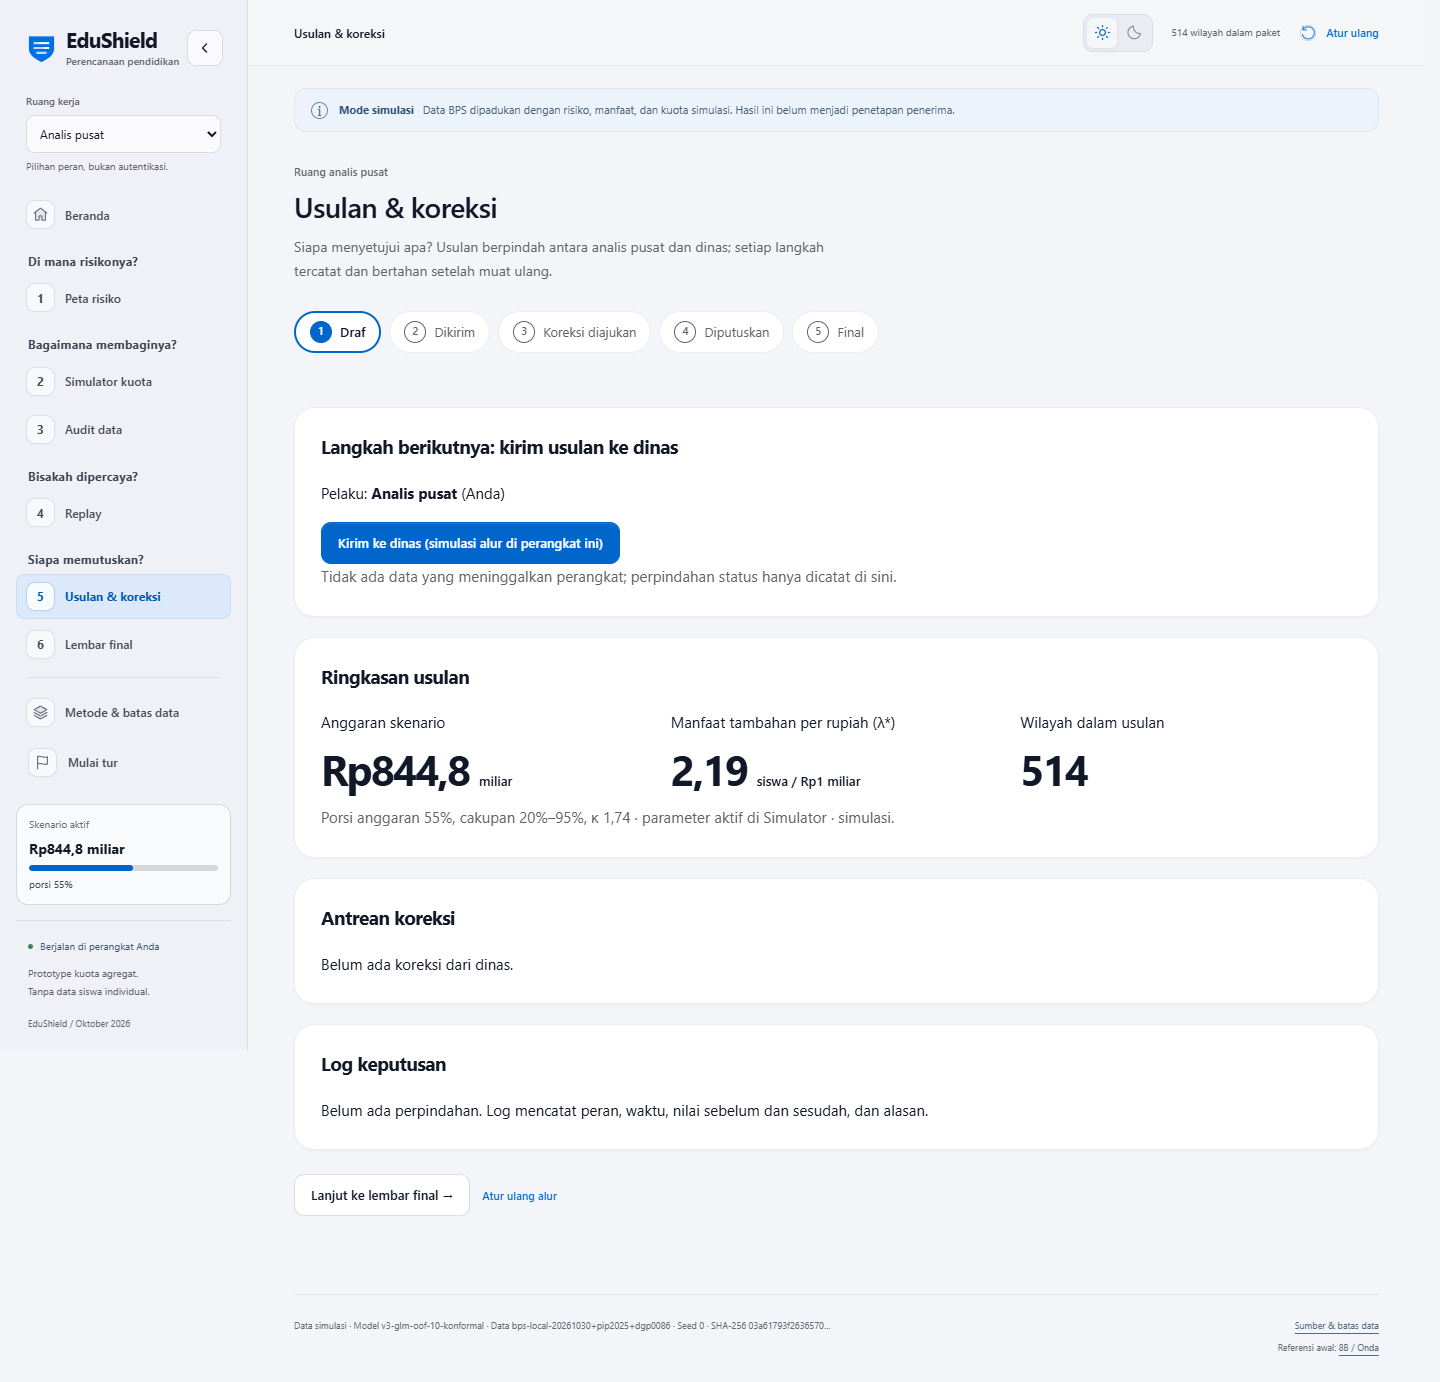 EduShield
Perencanaan pendidikan
Ruang kerja
Analis pusat
Pilihan peran, bukan autentikasi.
Beranda
Di mana risikonya?
1 Peta risiko
Bagaimana membaginya?
2 Simulator kuota
3 Audit data
Bisakah dipercaya?
4 Replay
Siapa memutuskan?
5 Usulan & koreksi
6 Lembar final
Metode & batas data
Mulai tur
Skenario aktif
Rp844,8 miliar
porsi 55%
Berjalan di perangkat Anda
Prototype kuota agregat.
Tanpa data siswa individual.
EduShield / Oktober 2026
Usulan & koreksi
514 wilayah dalam paket
Atur ulang
Mode simulasi Data BPS dipadukan dengan risiko, manfaat, dan kuota simulasi. Hasil ini belum menjadi penetapan penerima.
Ruang analis pusat
Usulan & koreksi
Siapa menyetujui apa? Usulan berpindah antara analis pusat dan dinas; setiap langkah
tercatat dan bertahan setelah muat ulang.
1 Draf
2 Dikirim
3 Koreksi diajukan
4 Diputuskan
5 Final
Langkah berikutnya: kirim usulan ke dinas
Pelaku: Analis pusat (Anda)
Kirim ke dinas (simulasi alur di perangkat ini)
Tidak ada data yang meninggalkan perangkat; perpindahan status hanya dicatat di sini.
Ringkasan usulan
Anggaran skenario
Rp844,8 miliar
Manfaat tambahan per rupiah (λ*)
2,19 siswa / Rp1 miliar
Wilayah dalam usulan
514
Porsi anggaran 55%, cakupan 20%–95%, κ 1,74 · parameter aktif di Simulator · simulasi.
Antrean koreksi
Belum ada koreksi dari dinas.
Log keputusan
Belum ada perpindahan. Log mencatat peran, waktu, nilai sebelum dan sesudah, dan alasan.
Lanjut ke lembar final →
Atur ulang alur
Data simulasi · Model v3-glm-oof-10-konformal · Data bps-local-20261030+pip2025+dgp0086 · Seed 0 · SHA-256 03a61793f2636570...
Sumber & batas data
Referensi awal: 8B / Onda